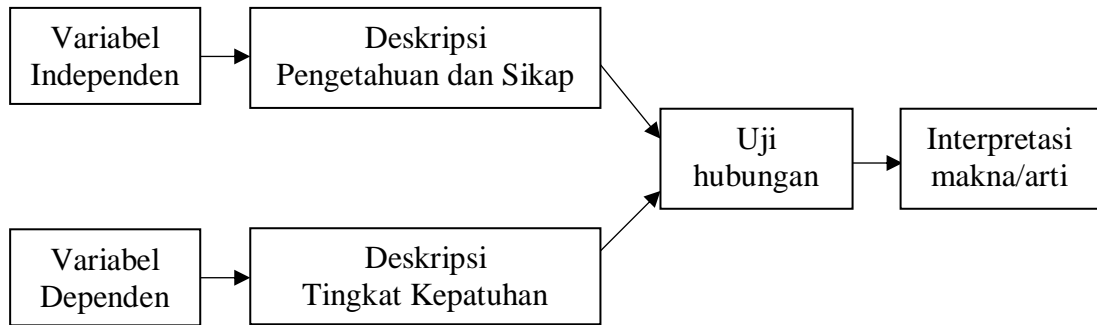 Variabel
Independen
Deskripsi
Pengetahuan dan Sikap
Uji
hubungan
Interpretasi
makna/arti
Variabel
Dependen
Deskripsi
Tingkat Kepatuhan